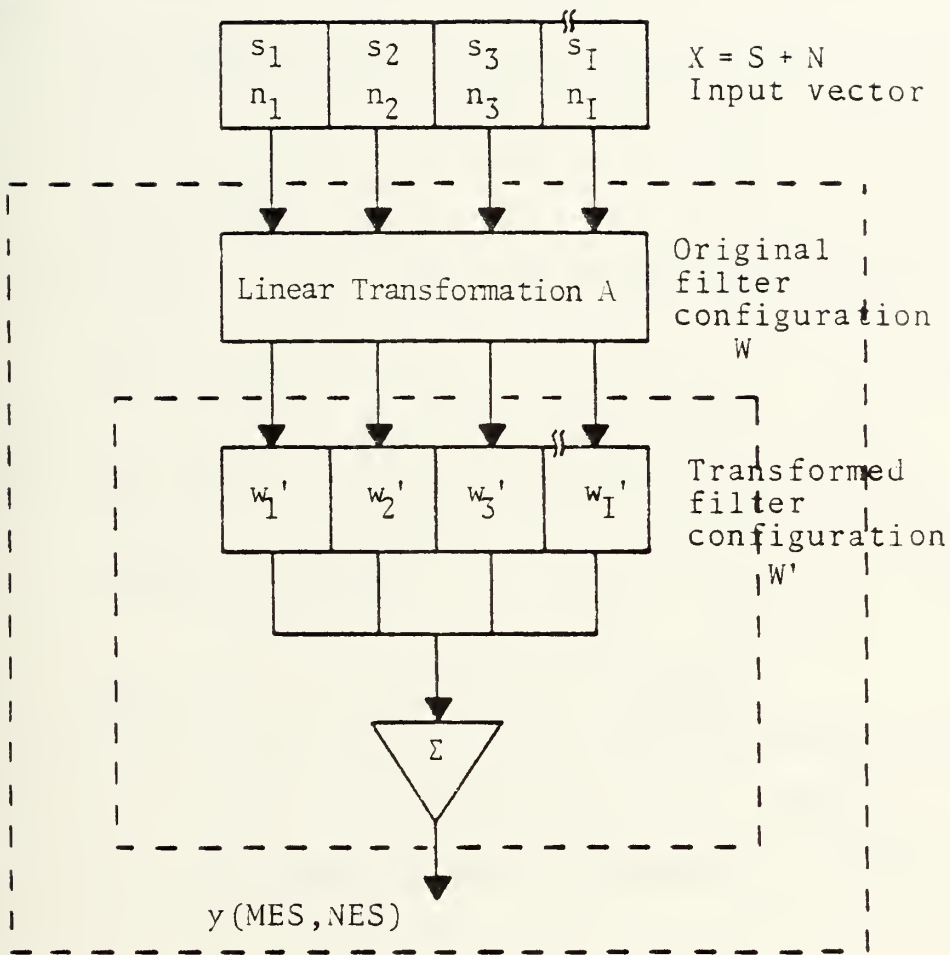 s1 s2 s3 sI
n1 n2 n3 nI
X = S + N
Input vector
Linear Transformation A
Original
filter
configuration
W
w1' w2' w3' wI'
Transformed
filter
configuration
W'
Σ
y(MES,NES)